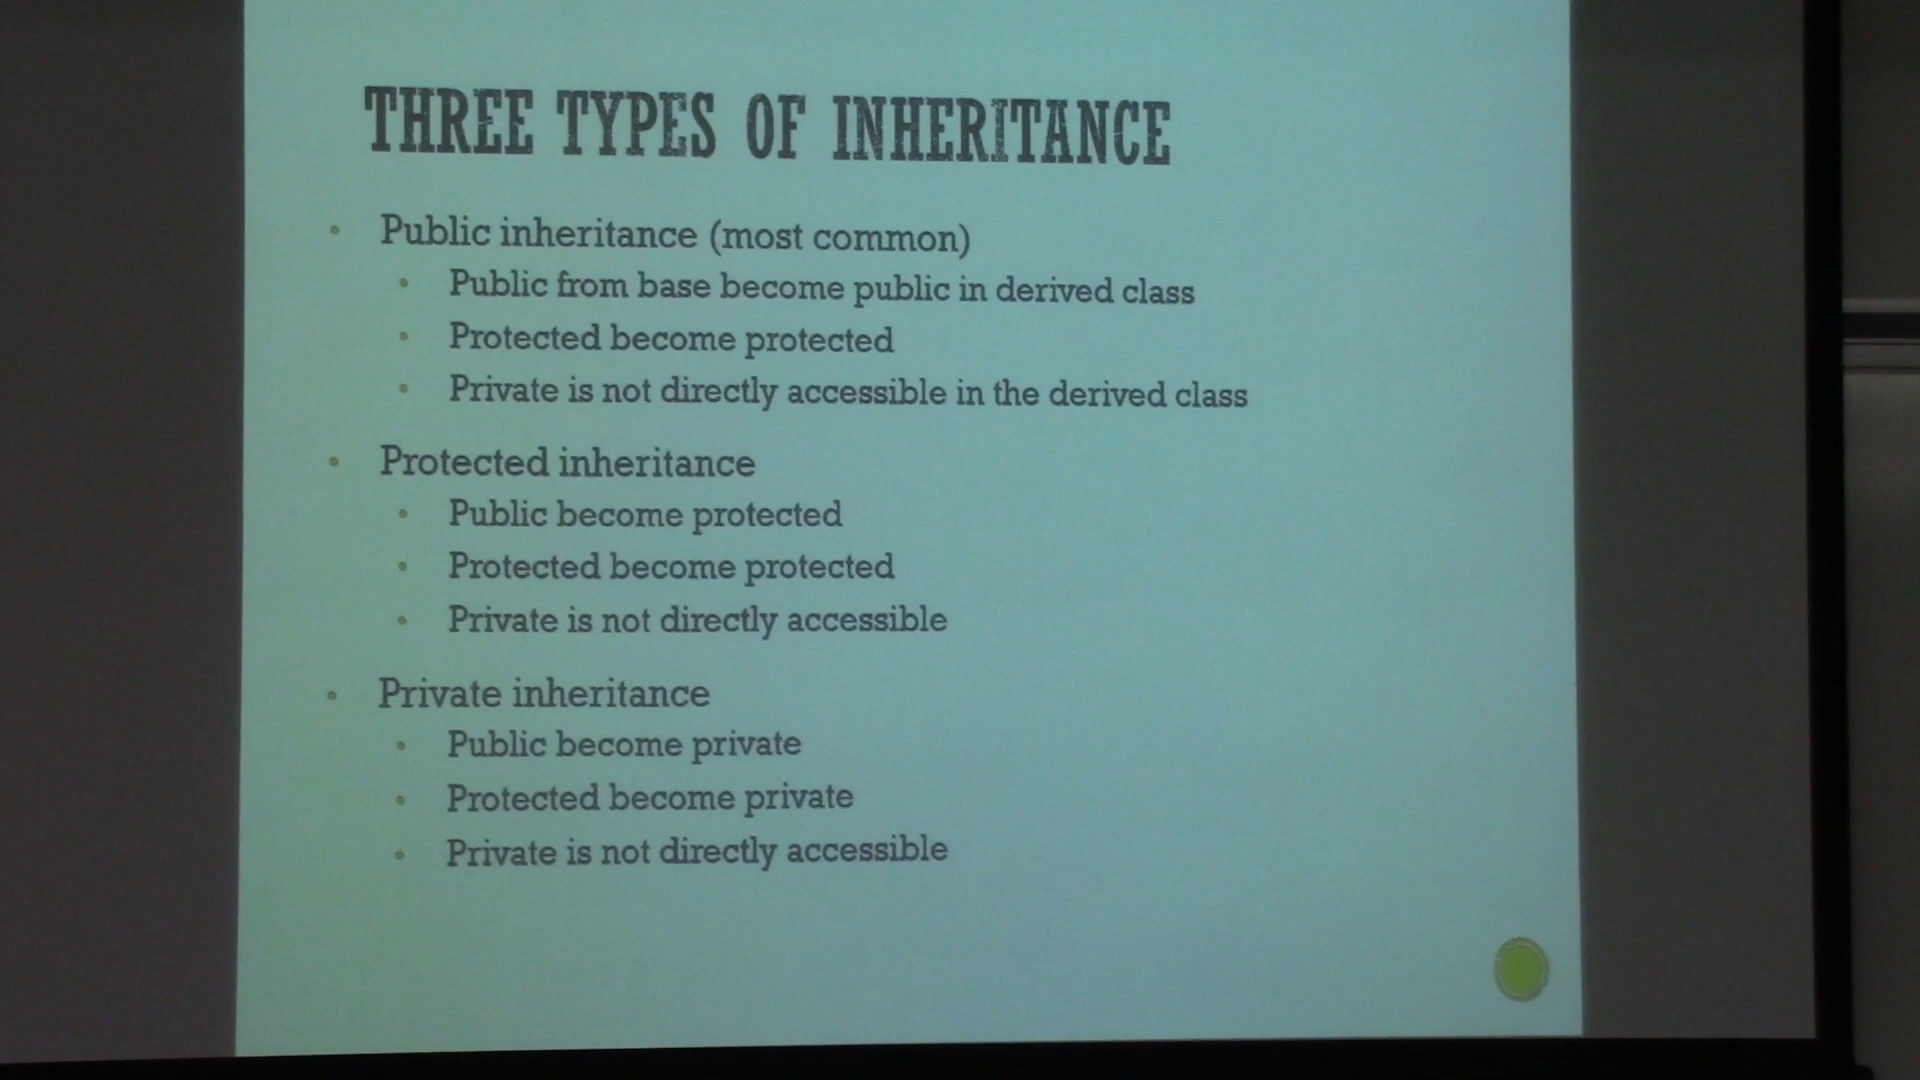 THREE TYPES OF INHERITANCE
Public inheritance (most common)
Public from base become public in derived class
Protected become protected
Private is not directly accessible in the derived class
Protected inheritance
Public become protected
Protected become protected
Private is not directly accessible
Private inheritance
Public become private
Protected become private
Private is not directly accessible